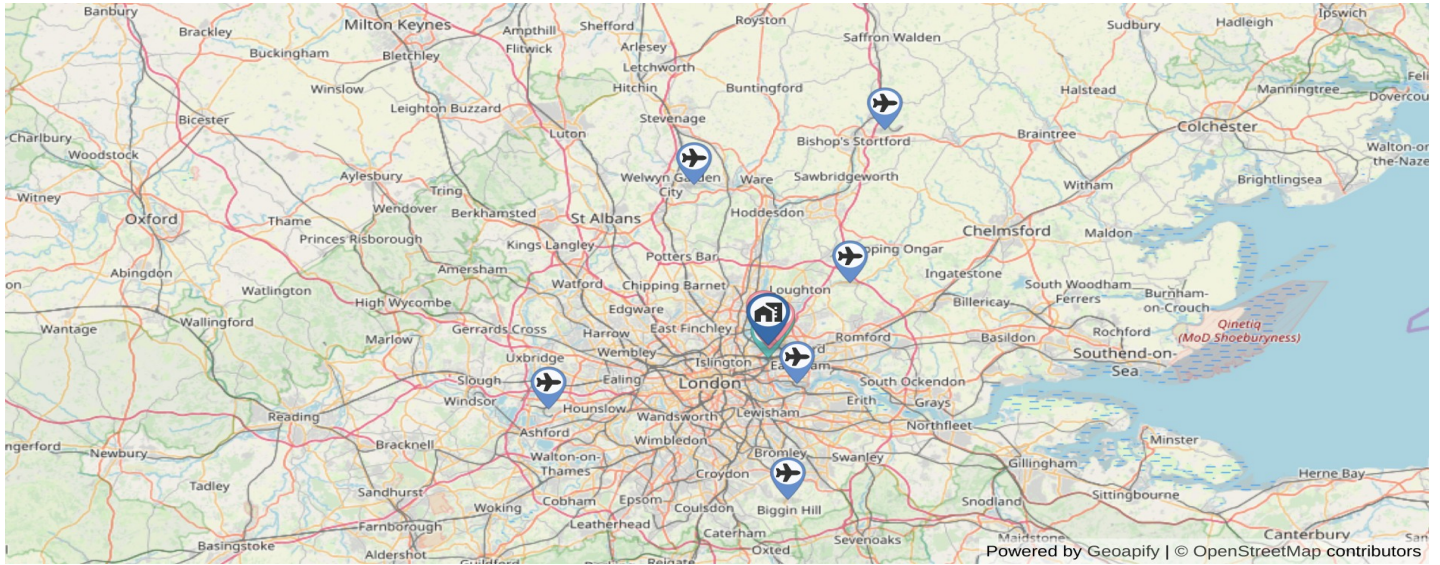 Banbury
Brackley
Milton Keynes
Bletchley
Buckingham
Ampthill
Flitwick
Shefford
Arlesey
Letchworth
Hitchin
Royston
Buntingford
Saffron Walden
Sudbury
Hadleigh
Ipswich
Manningtree
Halstead
Colchester
Winslow
Leighton Buzzard
Luton
Stevenage
Bicester
Charlbury
Woodstock
Bishop's Stortford
Braintree
Aylesbury
Tring
Wendover
Welwyn Garden
City
Ware
Sawbridgeworth
Witham
Brightlingsea
Walton-on-
the-Naze
Witney
Oxford
Thame
Princes Risborough
Berkhamsted
St Albans
Hoddesdon
Chelmsford
Maldon
Kings Langley
Potters Bar
Ingatestone
Abingdon
Watlington
Amersham
Watford
Chipping Barnet
Loughton
South Woodham
Ferrers
Burnham-
on-Crouch
Billericay
Wantage
Wallingford
High Wycombe
Marlow
Gerrards Cross
Edgware
Harrow
East Finchley
Romford
Basildon
Rochford
Qinetiq
(MoD Shoeburyness)
Southend-on-
Sea
Uxbridge
Wembley
Islington
London
Slough
Windsor
Ealing
South Ockendon
Grays
Erith
Reading
Hounslow
Wandsworth
Lewisham
Northfleet
Ashford
Wimbledon
Newbury
Bracknell
Walton-on-
Thames
Croydon
Bromley
Swanley
Gillingham
Minster
Herne Bay
Tadley
Sandhurst
Woking
Cobham
Epsom
Coulsdon
Biggin Hill
Snodland
Sittingbourne
Farnborough
Leatherhead
Caterham
Sevenoaks
Maidstone
Canterbury
Basingstoke
Aldershot
Oxted
Powered by Geoapify | © OpenStreetMap contributors